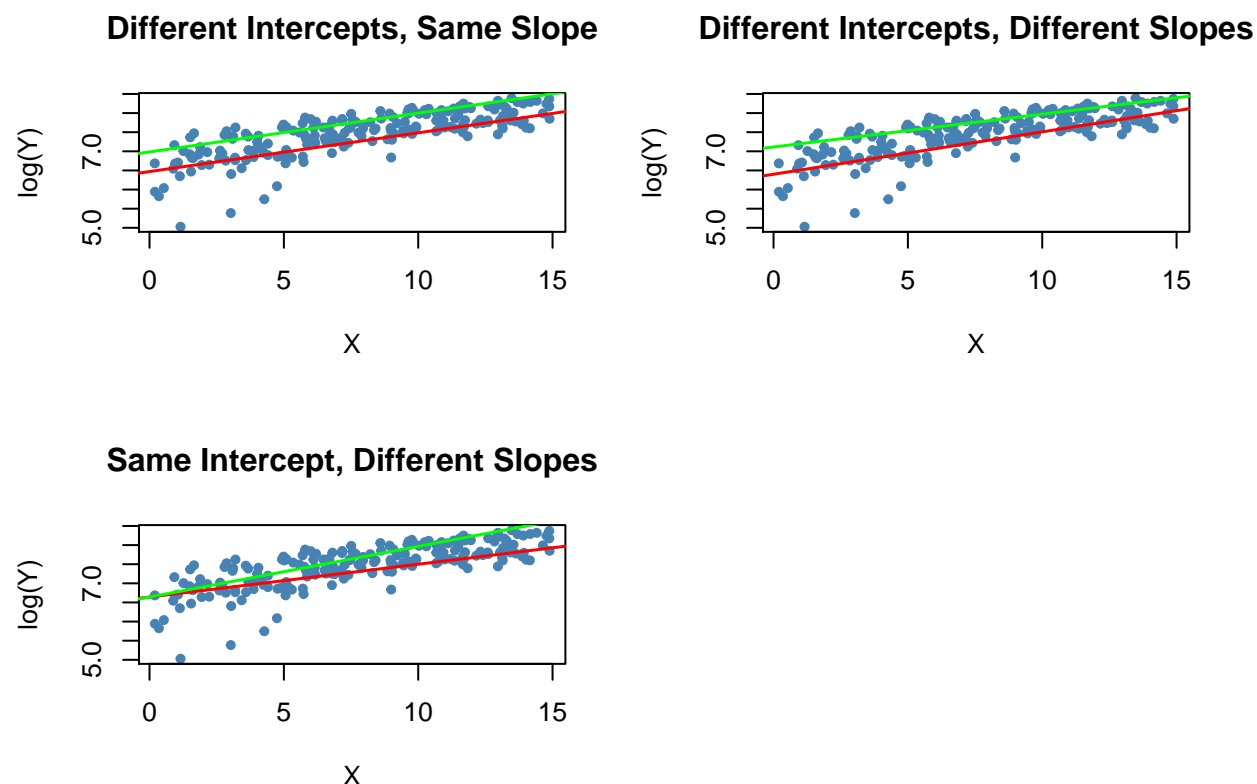 Different Intercepts, Same Slope
log(Y)
7.0
5.0
0 5 10 15
X
Different Intercepts, Different Slopes
log(Y)
7.0
5.0
0 5 10 15
X
Same Intercept, Different Slopes
log(Y)
7.0
5.0
0 5 10 15
X